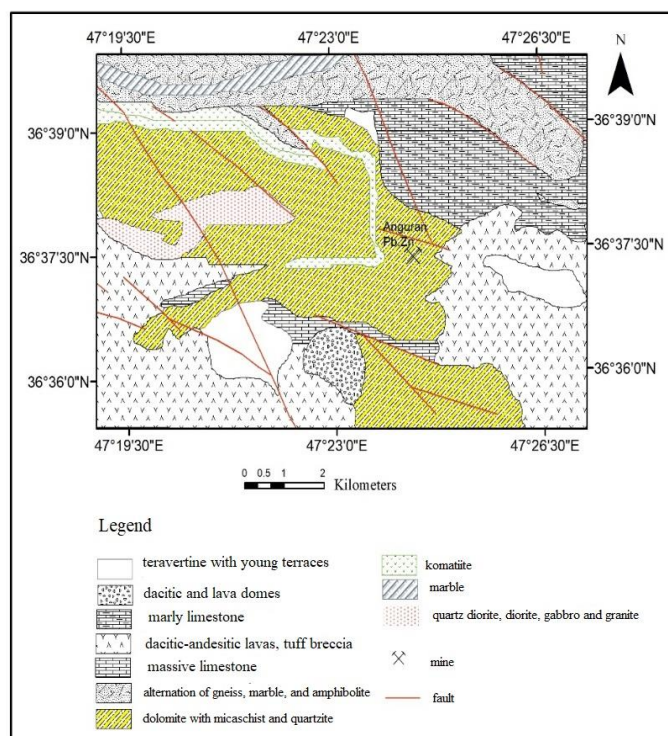 47°19'30"E 47°23'0"E 47°26'30"E
N
36°39'0"N 36°39'0"N
Anguran
Pb.Zn
36°37'30"N 36°37'30"N
36°36'0"N 36°36'0"N
47°19'30"E 47°23'0"E 47°26'30"E
0 0.5 1 2 Kilometers
Legend
teravertine with young terraces
dacitic and lava domes
marly limestone
dacitic-andesitic lavas, tuff breccia
massive limestone
alternation of gneiss, marble, and amphibolite
dolomite with micaschist and quartzite
komatiite
marble
quartz diorite, diorite, gabbro and granite
mine
fault